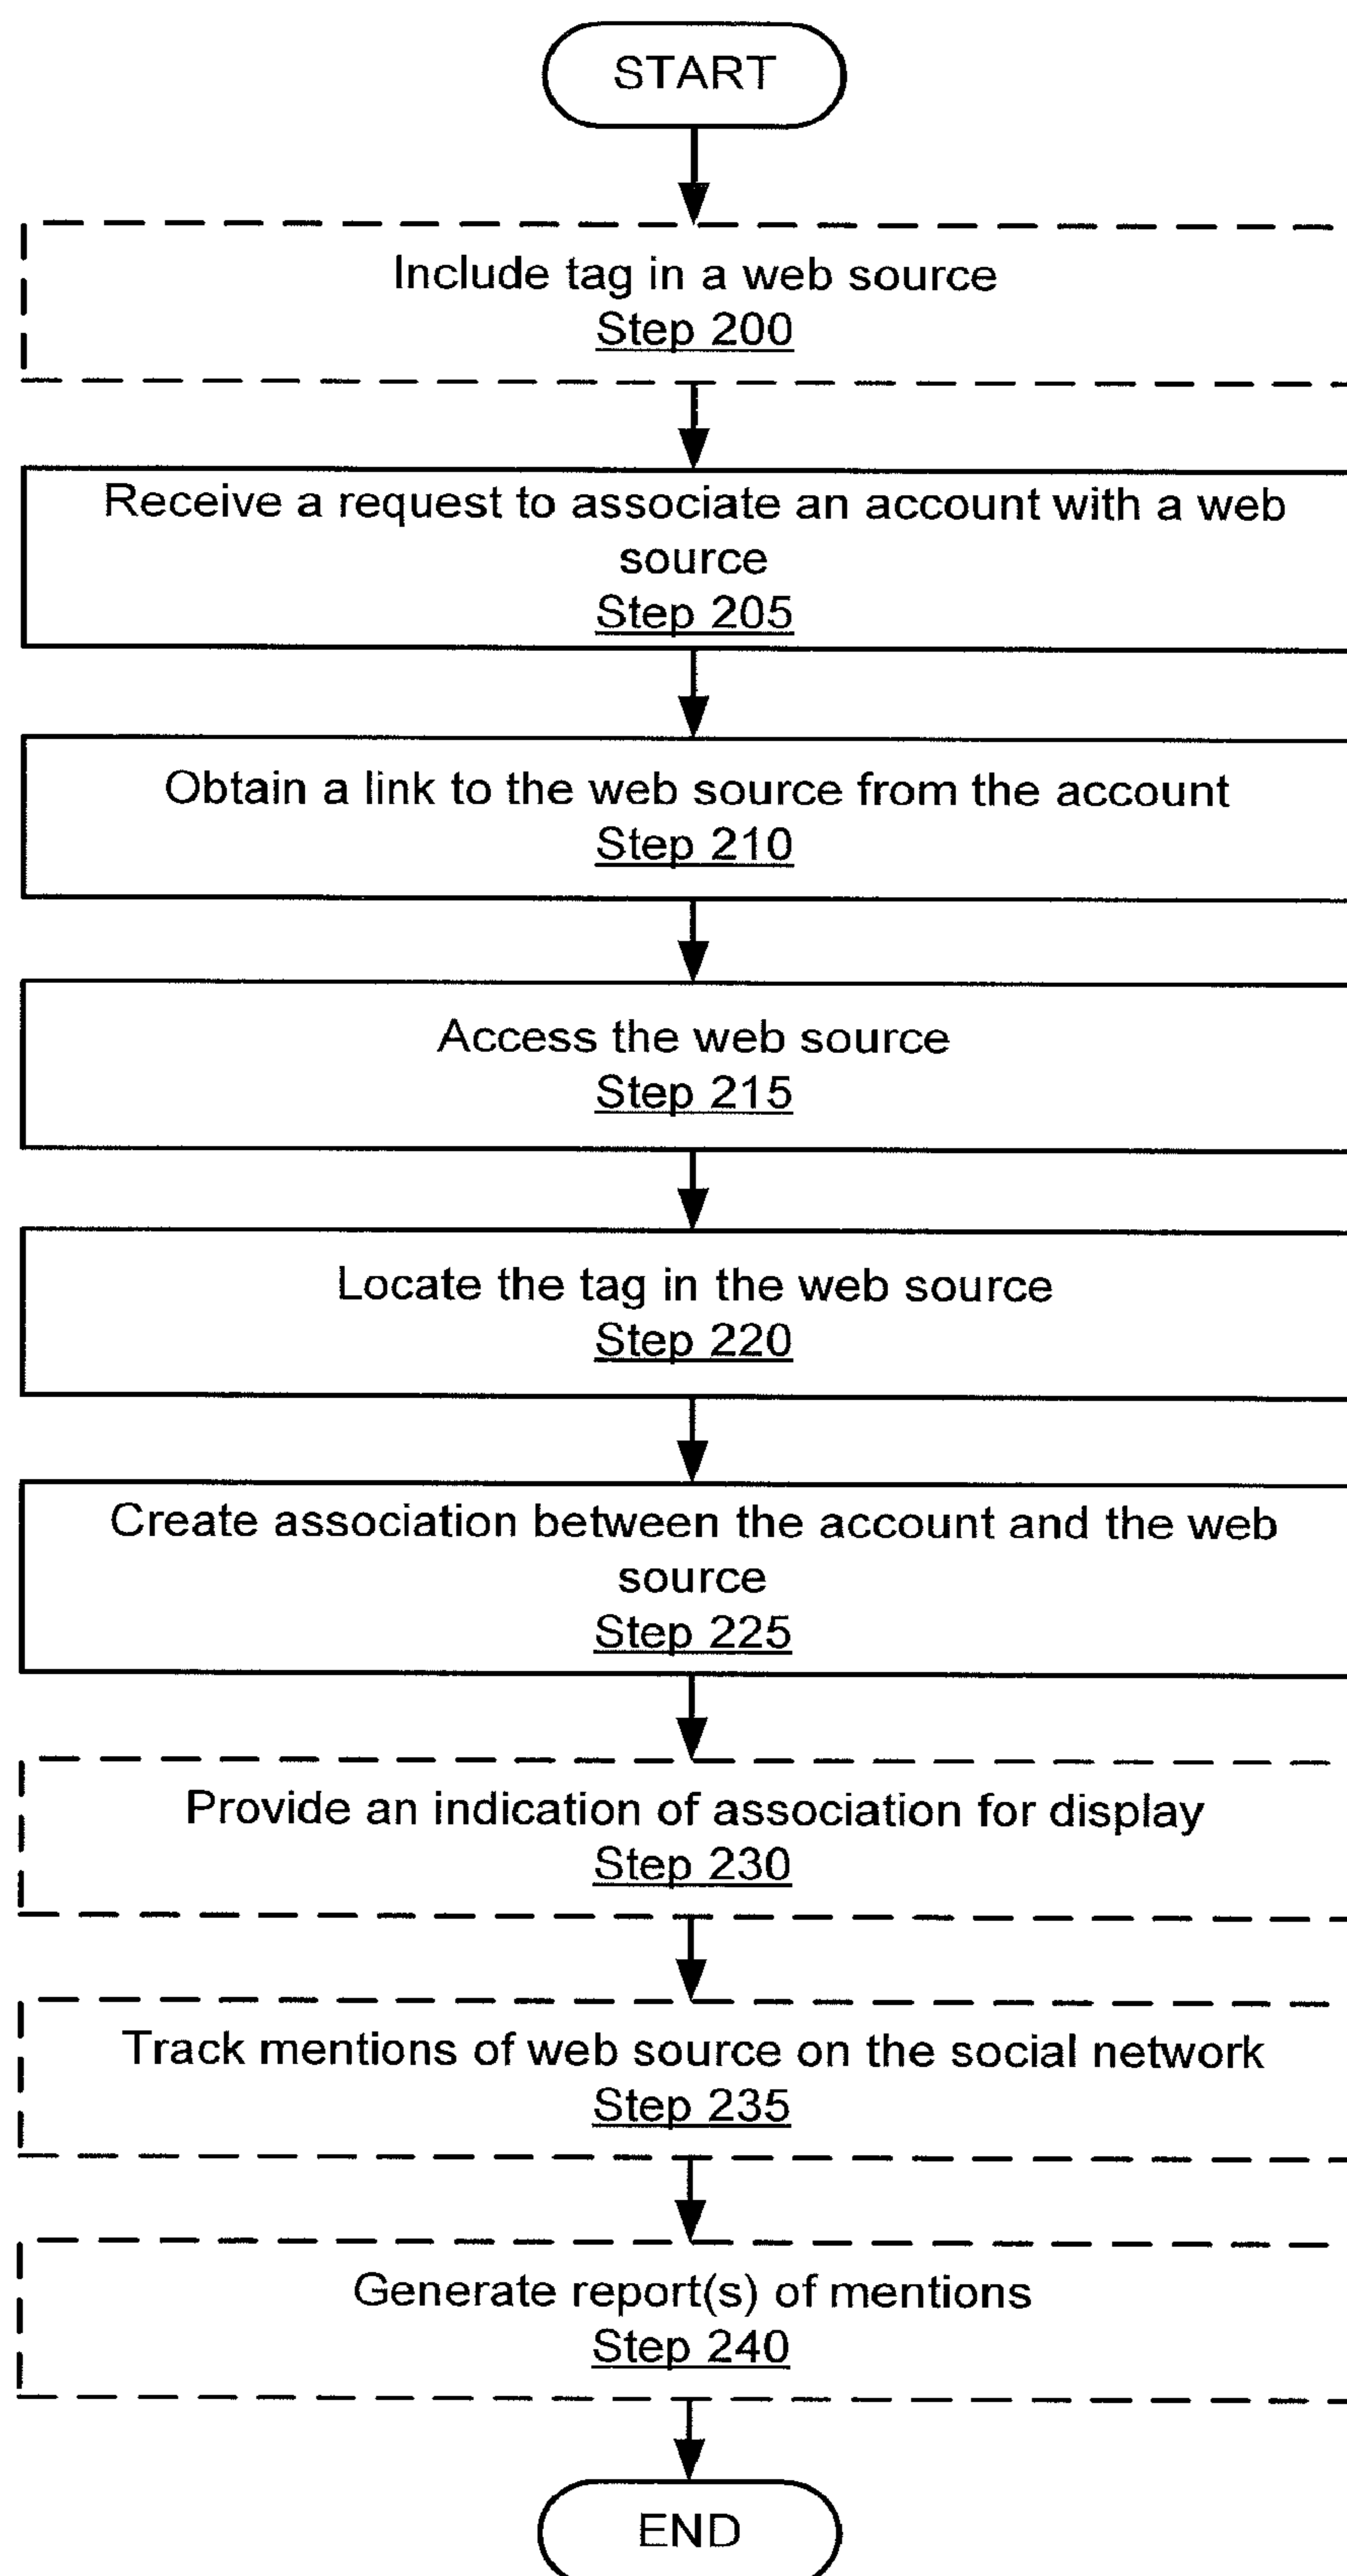 START
Include tag in a web source
Step 200
Receive a request to associate an account with a web
source
Step 205
Obtain a link to the web source from the account
Step 210
Access the web source
Step 215
Locate the tag in the web source
Step 220
Create association between the account and the web
source
Step 225
Provide an indication of association for display
Step 230
Track mentions of web source on the social network
Step 235
Generate report(s) of mentions
Step 240
END